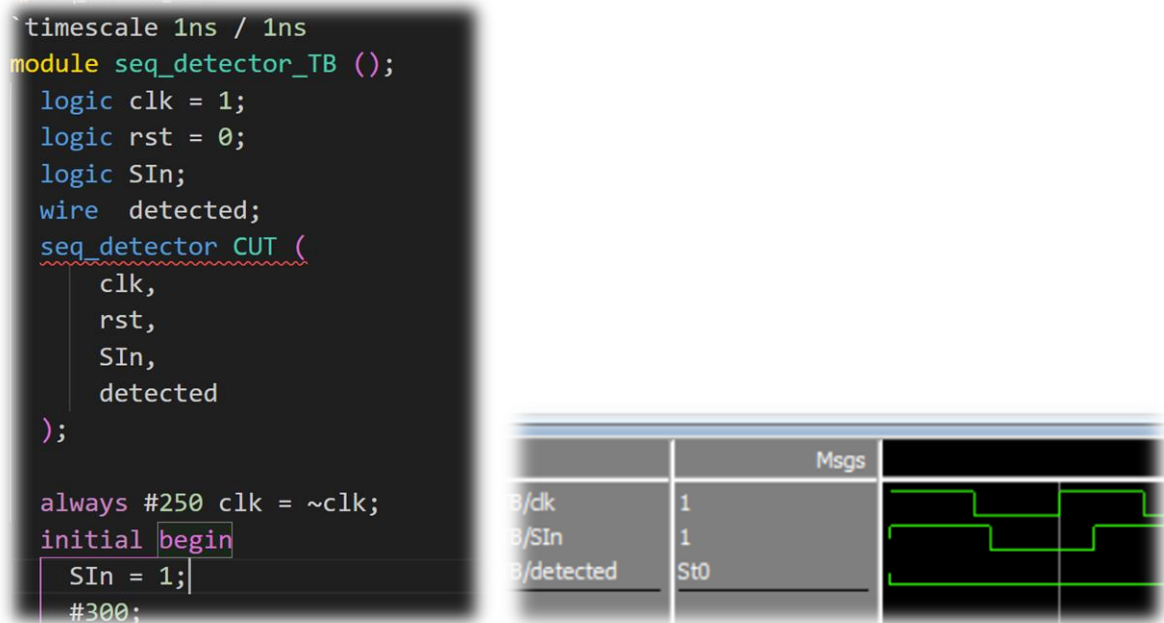 `timescale 1ns / 1ns
module seq_detector_TB ();
logic clk = 1;
logic rst = 0;
logic SIn;
wire detected;
seq_detector CUT (
clk,
rst,
SIn,
detected
);
always #250 clk = ~clk;
initial begin
SIn = 1;
#300;
Msgs
/clk 1
/SIn 1
/detected St0